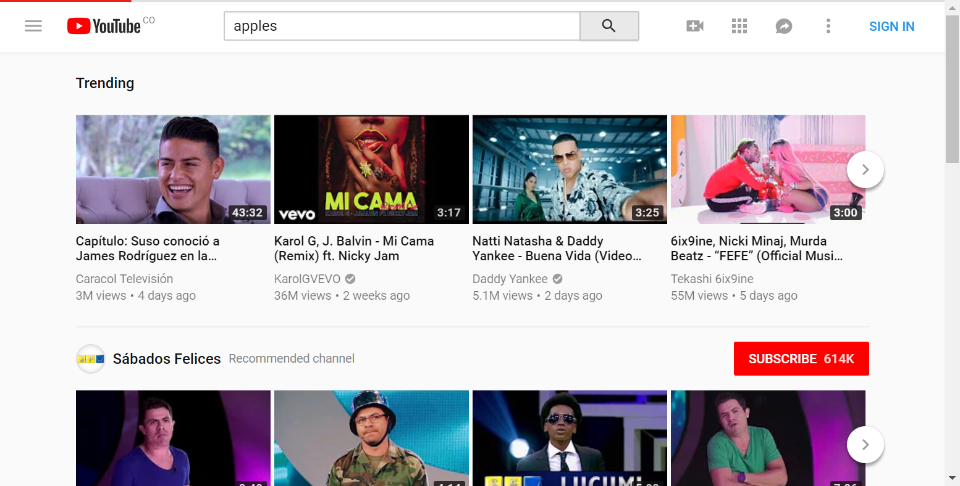 YouTube CO
apples
SIGN IN
Trending
43:32
MI CAMA
vevo
3:17
3:25
3:00
Capítulo: Suso conoció a
James Rodríguez en la…
Caracol Televisión
3M views • 4 days ago
Karol G, J. Balvin - Mi Cama
(Remix) ft. Nicky Jam
KarolGVEVO
36M views • 2 weeks ago
Natti Natasha & Daddy
Yankee - Buena Vida (Video…
Daddy Yankee
5.1M views • 2 days ago
6ix9ine, Nicki Minaj, Murda
Beatz - “FEFE” (Official Musi…
Tekashi 6ix9ine
55M views • 5 days ago
Sábados Felices Recommended channel
SUBSCRIBE 614K
LUCUMÍ